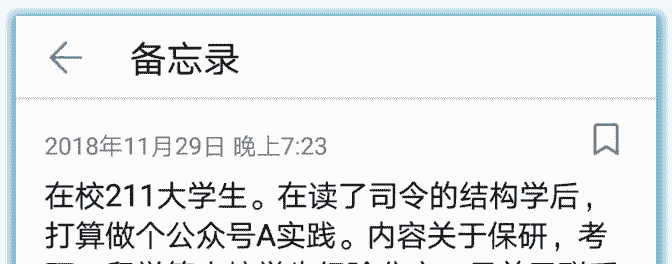 备忘录
2018年11月29日 晚上7:23
在校211大学生。在读了司令的结构学后，
打算做个公众号A实践。内容关于保研，考